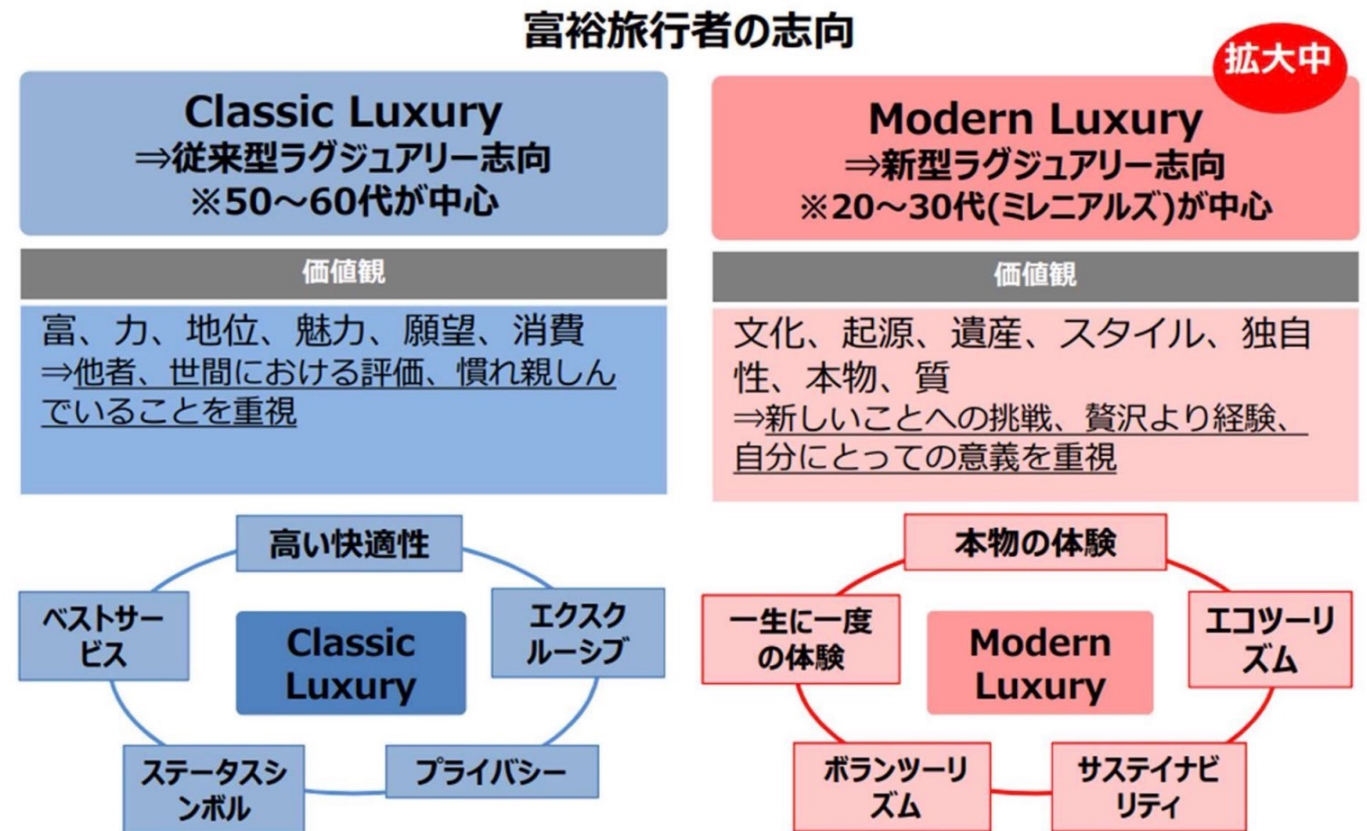 富裕旅行者の志向
Classic Luxury
⇒従来型ラグジュアリー志向
※50~60代が中心
価値観
富、力、地位、魅力、願望、消費
⇒他者、世間における評価、慣れ親しん
でいることを重視
高い快適性
ベストサー
ビス
エクスク
ルーシブ
Classic
Luxury
ステータスシ
ンボル
プライバシー
拡大中
Modern Luxury
⇒新型ラグジュアリー志向
※20~30代(ミレニアルズ)が中心
価値観
文化、起源、遺産、スタイル、独自
性、本物、質
⇒新しいことへの挑戦、贅沢より経験、
自分にとっての意義を重視
本物の体験
一生に一度
の体験
エコツーリ
ズム
Modern
Luxury
ボランツーリ
ズム
サステイナビ
リティ